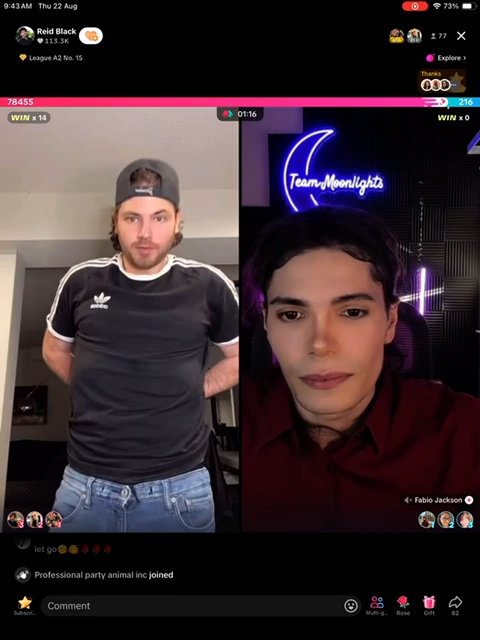 9:43 AM Thu 22 Aug
73%
Reid Black
113.3K
77
League A2 No. 15
Explore >
Thanks
78455
216
WIN x 14
01:16
WIN x 0
Team Moonlights
adidas
Fabio Jackson
let go
Professional party animal inc joined
Comment
Subscri...
Multi-g...
Rose
Gift
82